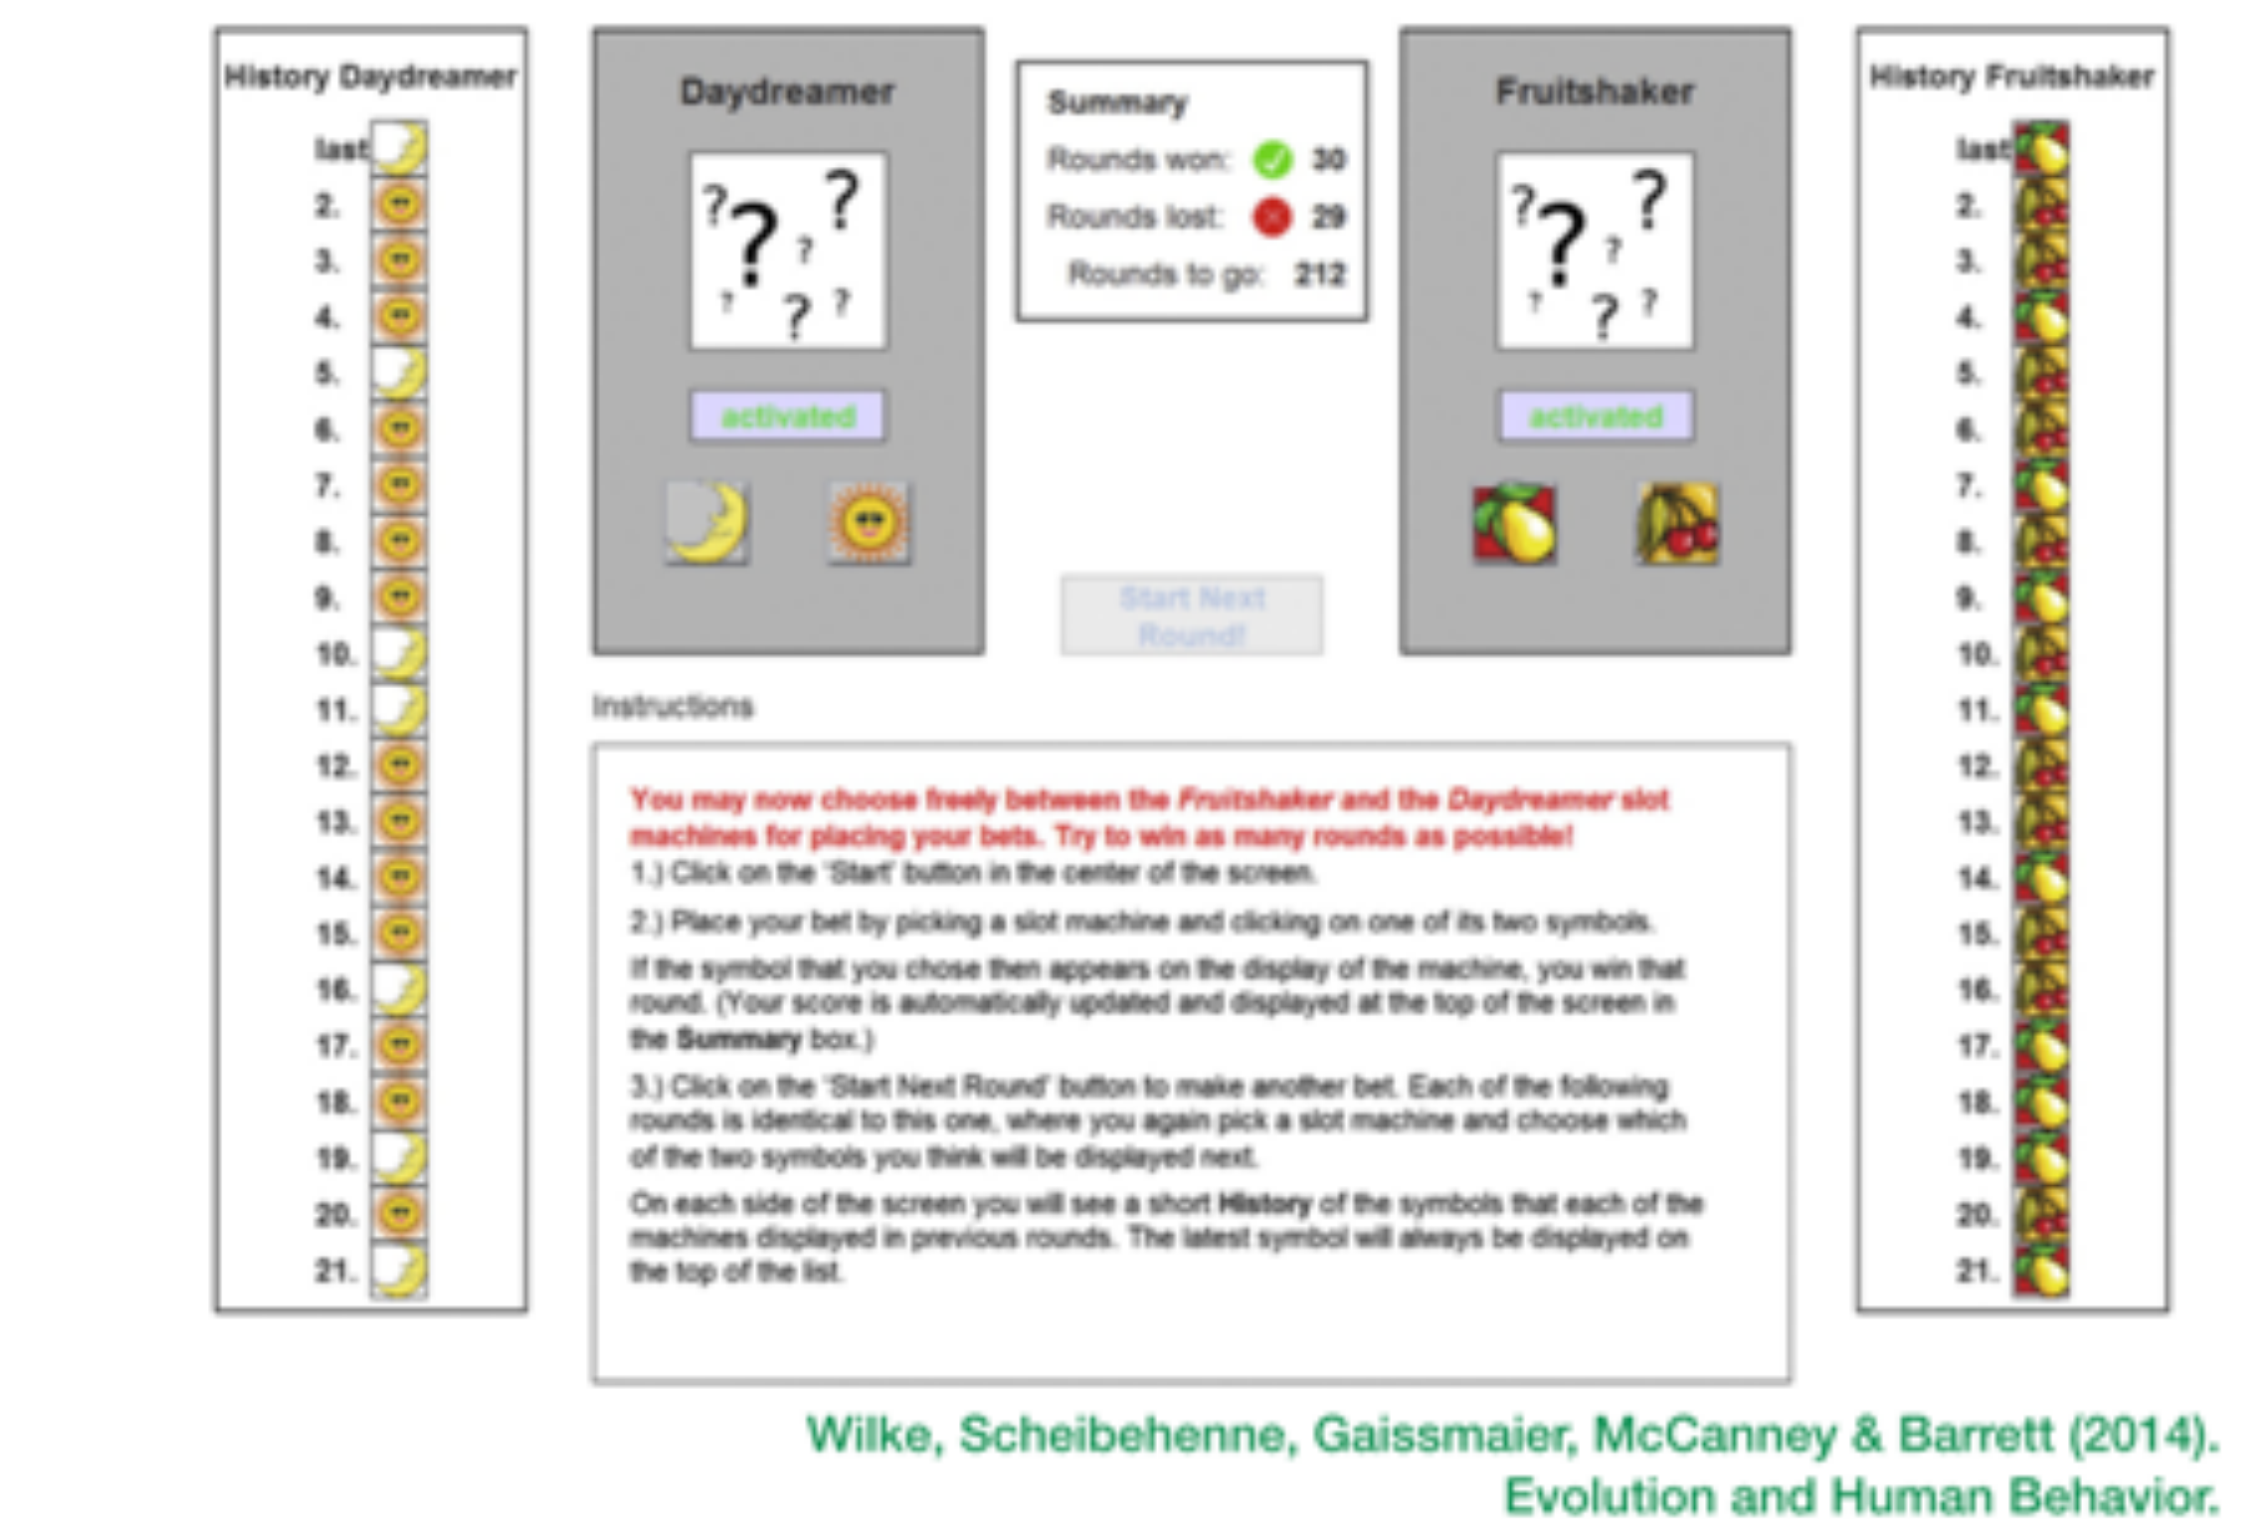 History Daydreamer
last
2.
3.
4.
5.
6.
7.
8.
9.
10.
11.
12.
13.
14.
15.
16.
17.
18.
19.
20.
21.
Daydreamer
? ? ? ? ? ? ?
activated
Summary
Rounds won: 30
Rounds lost: 29
Rounds to go: 212
Start Next
Round!
Fruitshaker
? ? ? ? ? ? ?
activated
History Fruitshaker
last
2.
3.
4.
5.
6.
7.
8.
9.
10.
11.
12.
13.
14.
15.
16.
17.
18.
19.
20.
21.
Instructions
You may now choose freely between the Fruitshaker and the Daydreamer slot
machines for placing your bets. Try to win as many rounds as possible!
1.) Click on the 'Start' button in the center of the screen.
2.) Place your bet by picking a slot machine and clicking on one of its two symbols.
If the symbol that you chose then appears on the display of the machine, you win that
round. (Your score is automatically updated and displayed at the top of the screen in
the Summary box.)
3.) Click on the 'Start Next Round' button to make another bet. Each of the following
rounds is identical to this one, where you again pick a slot machine and choose which
of the two symbols you think will be displayed next.
On each side of the screen you will see a short History of the symbols that each of the
machines displayed in previous rounds. The latest symbol will always be displayed on
the top of the list.
Wilke, Scheibehenne, Gaissmaier, McCanney & Barrett (2014).
Evolution and Human Behavior.